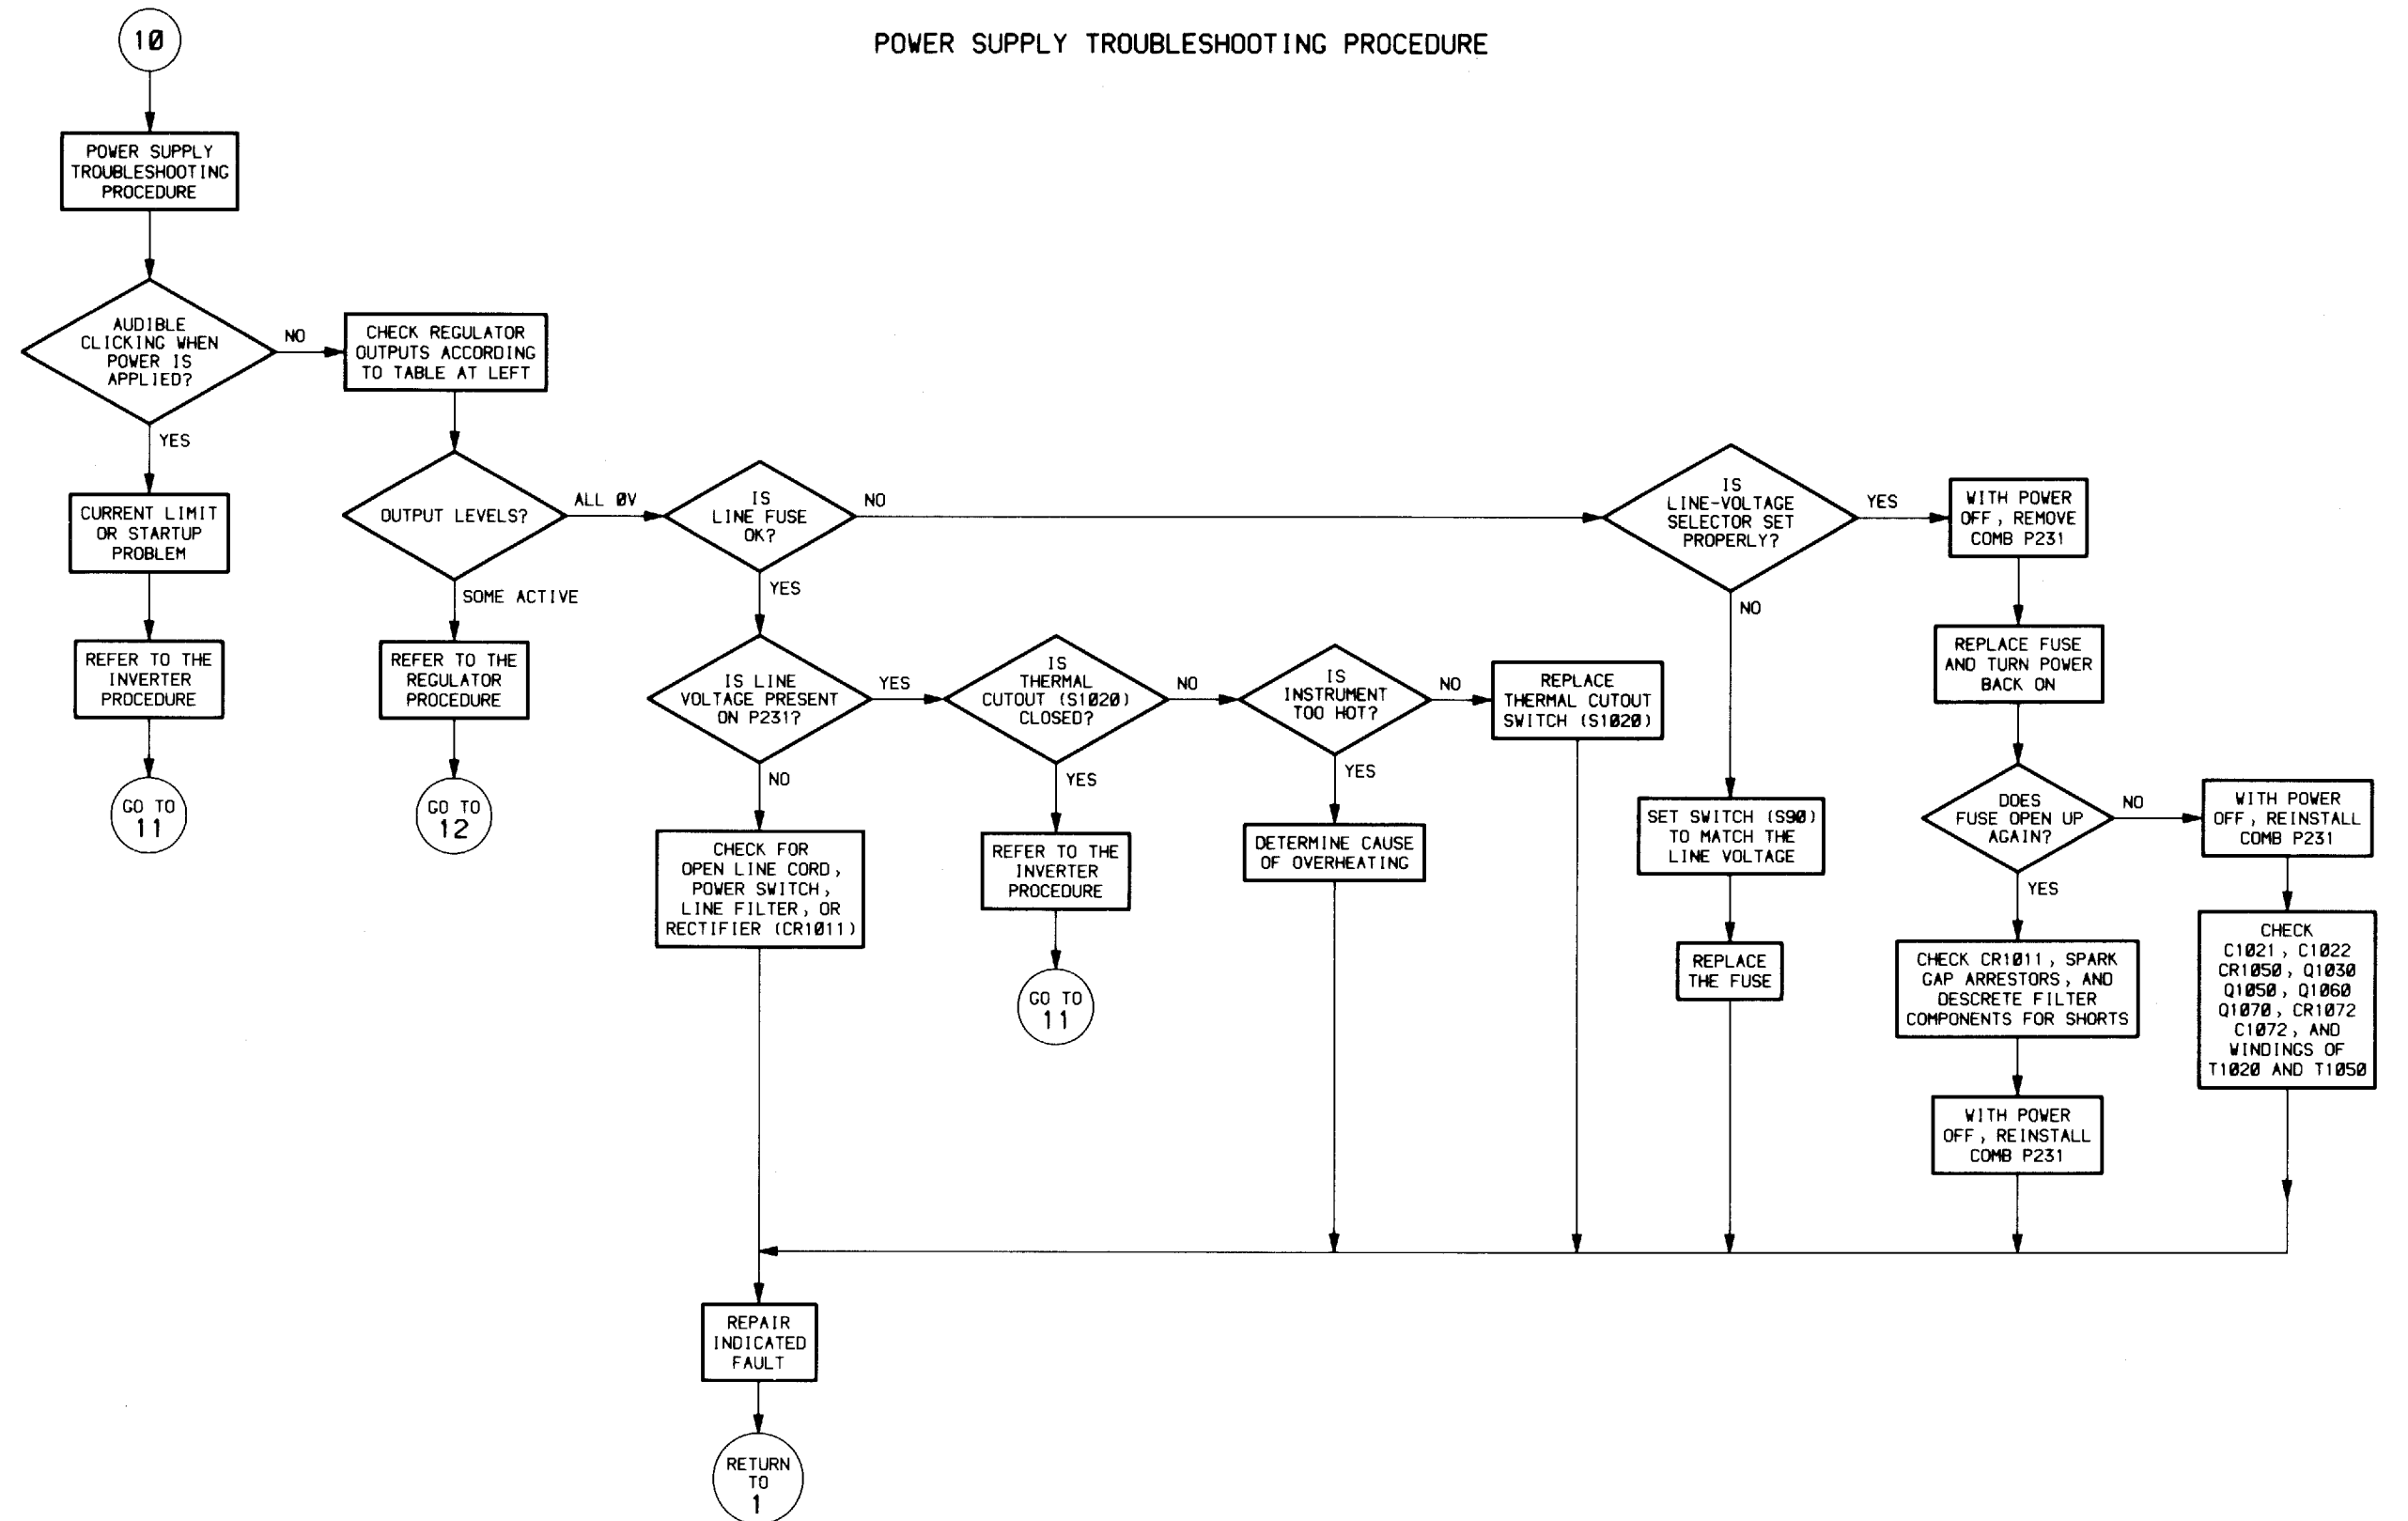 10
POWER SUPPLY TROUBLESHOOTING PROCEDURE
POWER SUPPLY
TROUBLESHOOTING
PROCEDURE
AUDIBLE
CLICKING WHEN
POWER IS
APPLIED?
NO
YES
CHECK REGULATOR
OUTPUTS ACCORDING
TO TABLE AT LEFT
CURRENT LIMIT
OR STARTUP
PROBLEM
REFER TO THE
INVERTER
PROCEDURE
GO TO
11
OUTPUT LEVELS?
ALL 0V
SOME ACTIVE
REFER TO THE
REGULATOR
PROCEDURE
GO TO
12
IS
LINE FUSE
OK?
NO
YES
IS LINE
VOLTAGE PRESENT
ON P231?
YES
NO
CHECK FOR
OPEN LINE CORD,
POWER SWITCH,
LINE FILTER, OR
RECTIFIER (CR1011)
IS
THERMAL
CUTOUT (S1020)
CLOSED?
NO
YES
REFER TO THE
INVERTER
PROCEDURE
GO TO
11
IS
INSTRUMENT
TOO HOT?
NO
YES
DETERMINE CAUSE
OF OVERHEATING
REPLACE
THERMAL CUTOUT
SWITCH (S1020)
IS
LINE-VOLTAGE
SELECTOR SET
PROPERLY?
YES
NO
SET SWITCH (S90)
TO MATCH THE
LINE VOLTAGE
REPLACE
THE FUSE
WITH POWER
OFF, REMOVE
COMB P231
REPLACE FUSE
AND TURN POWER
BACK ON
DOES
FUSE OPEN UP
AGAIN?
NO
YES
CHECK CR1011, SPARK
GAP ARRESTORS, AND
DESCRETE FILTER
COMPONENTS FOR SHORTS
WITH POWER
OFF, REINSTALL
COMB P231
WITH POWER
OFF, REINSTALL
COMB P231
CHECK
C1021, C1022
CR1050, Q1030
Q1050, Q1060
Q1070, CR1072
C1072, AND
WINDINGS OF
T1020 AND T1050
REPAIR
INDICATED
FAULT
RETURN
TO
1